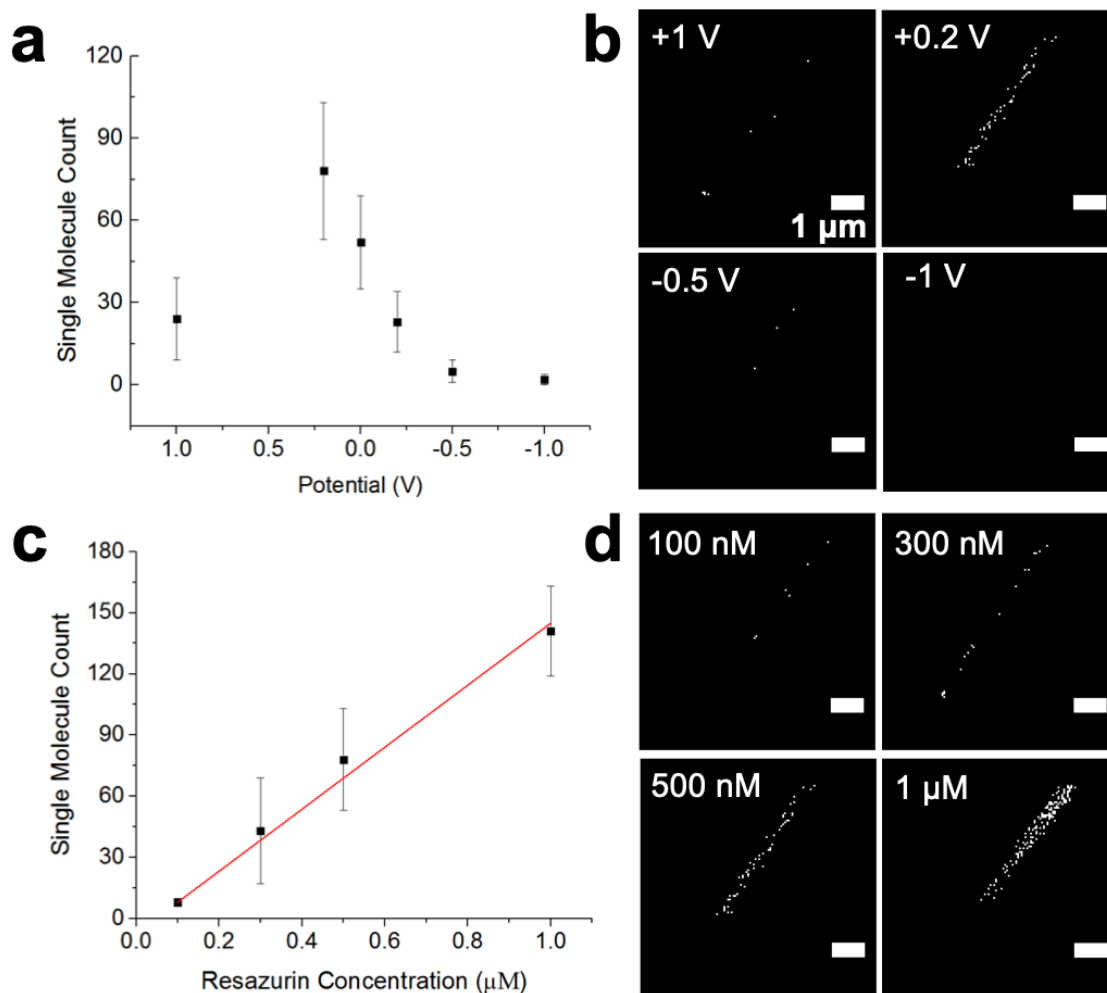 a
120
90
60
30
0
Single Molecule Count
1.0 0.5 0.0 -0.5 -1.0
Potential (V)
b
+1 V
1 μm
+0.2 V
-0.5 V
-1 V
c
180
150
120
90
60
30
0
Single Molecule Count
0.0 0.2 0.4 0.6 0.8 1.0
Resazurin Concentration (μM)
d
100 nM
300 nM
500 nM
1 μM